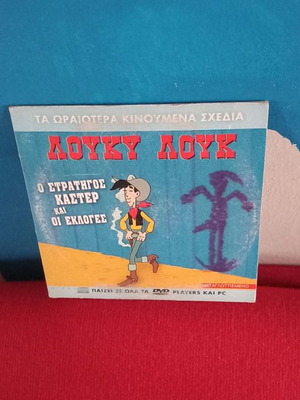 ΤΑ ΩΡΑΙΟΤΕΡΑ ΚΙΝΟΥΜΕΝΑ ΣΧΕΔΙΑ
ΛΟΥΚΥ ΛΟΥΚ
Ο ΣΤΡΑΤΗΓΟΣ
ΚΑΣΤΕΡ
ΚΑΙ
ΟΙ ΕΚΛΟΓΕΣ
ΜΕΤΑΓΛΩΤΤΙΣΜΕΝΟ
ΠΑΙΖΕΙ ΣΕ ΟΛΑ ΤΑ DVD PLAYERS ΚΑΙ PC